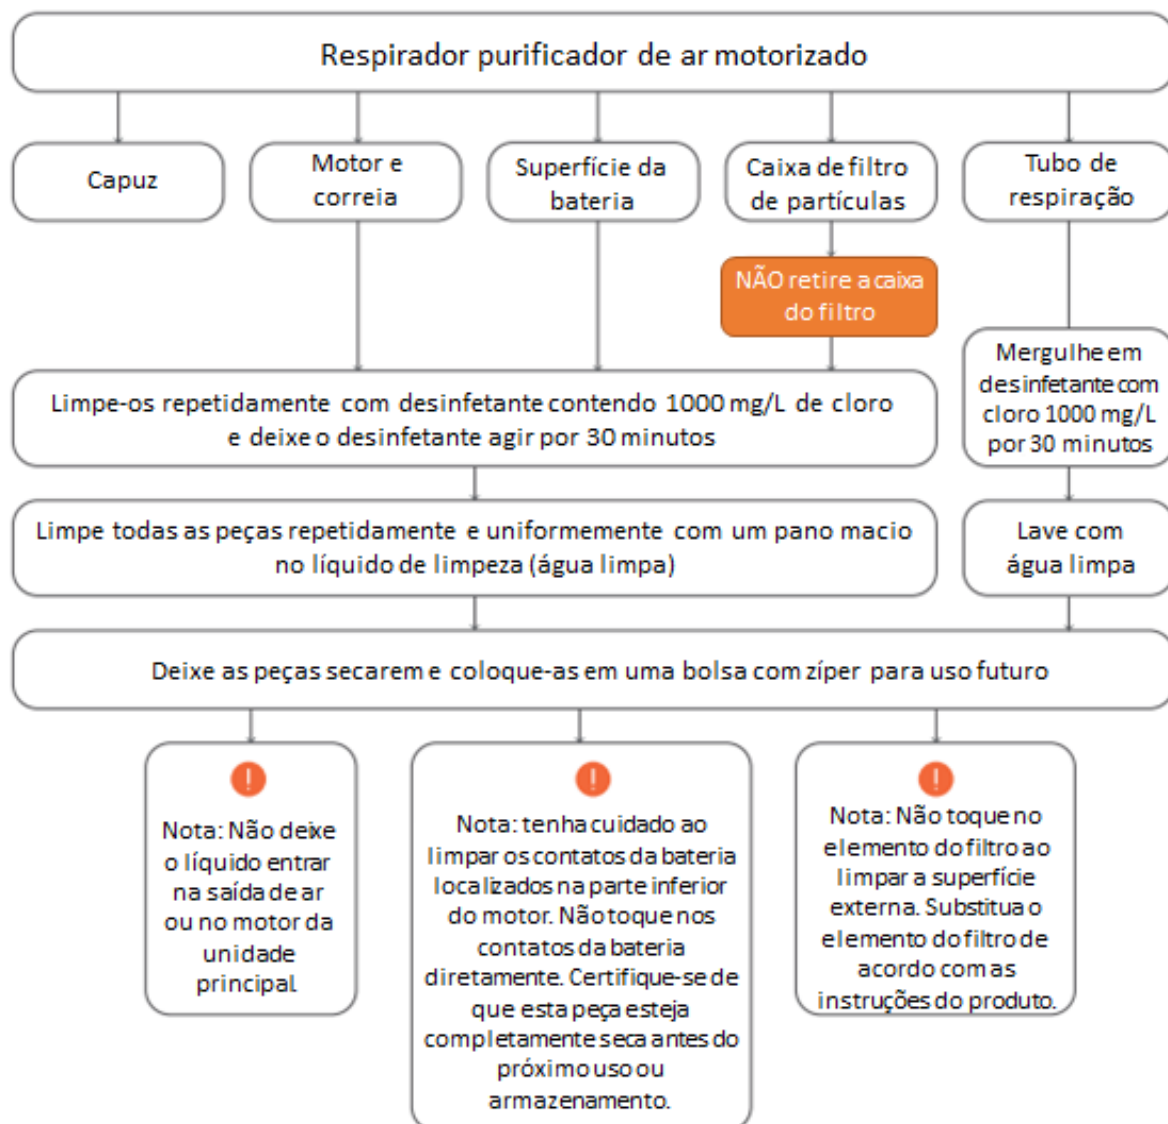 Respirador purificador de ar motorizado
Capuz
Motor e
correia
Superfície da
bateria
Caixa de filtro
de partículas
Tubo de
respiração
NÃO retire a caixa
do filtro
Limpe-os repetidamente com desinfetante contendo 1000 mg/L de cloro
e deixe o desinfetante agir por 30 minutos
Mergulhe em
desinfetante com
cloro 1000 mg/L
por 30 minutos
Limpe todas as peças repetidamente e uniformemente com um pano macio
no líquido de limpeza (água limpa)
Lave com
água limpa
Deixe as peças secarem e coloque-as em uma bolsa com zíper para uso futuro
!
Nota: Não deixe
o líquido entrar
na saída de ar
ou no motor da
unidade
principal.
!
Nota: tenha cuidado ao
limpar os contatos da bateria
localizados na parte inferior
do motor. Não toque nos
contatos da bateria
diretamente. Certifique-se de
que esta peça esteja
completamente seca antes do
próximo uso ou
armazenamento.
!
Nota: Não toque no
elemento do filtro ao
limpar a superfície
externa. Substitua o
elemento do filtro de
acordo com as
instruções do produto.